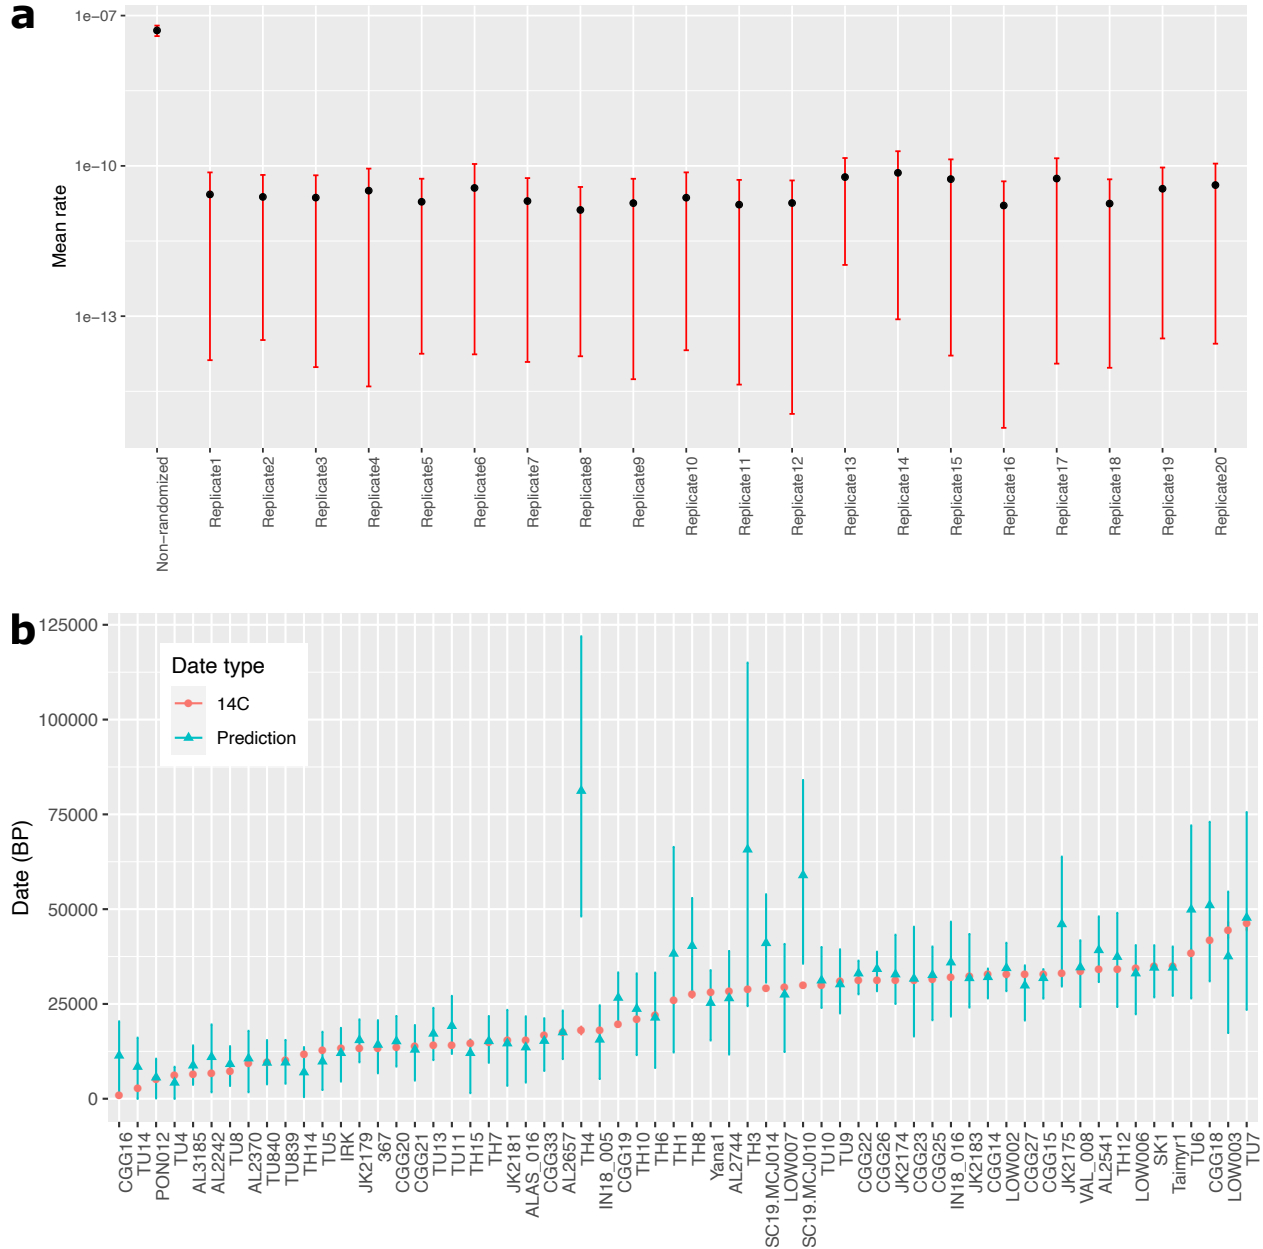 a
1e−07
1e−10
1e−13
Mean rate
Non−randomized
Replicate1
Replicate2
Replicate3
Replicate4
Replicate5
Replicate6
Replicate7
Replicate8
Replicate9
Replicate10
Replicate11
Replicate12
Replicate13
Replicate14
Replicate15
Replicate16
Replicate17
Replicate18
Replicate19
Replicate20
b
125000
100000
75000
50000
25000
0
Date (BP)
Date type
14C
Prediction
CGG16
TU14
PON012
TU4
AL3185
AL2242
TU8
AL2370
TU840
TU839
TH14
TU5
IRK
JK2179
367
CGG20
CGG21
TU13
TU11
TH15
TH7
JK2181
ALAS_016
CGG33
AL2657
TH4
IN18_005
CGG19
TH10
TH6
TH1
TH8
Yana1
AL2744
TH3
SC19.MCJ014
LOW007
SC19.MCJ010
TU10
TU9
CGG22
CGG26
JK2174
CGG23
CGG25
IN18_016
JK2183
CGG14
LOW002
CGG27
CGG15
JK2175
VAL_008
AL2541
TH12
LOW006
SK1
Taimyr1
TU6
CGG18
LOW003
TU7